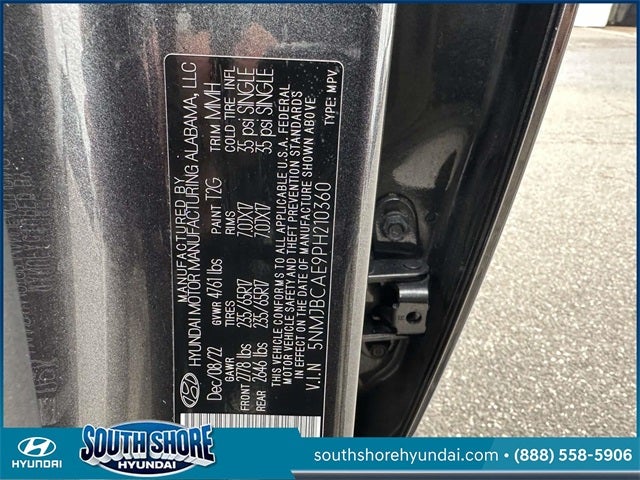 MANUFACTURED BY
HYUNDAI MOTOR MANUFACTURING ALABAMA, LLC
Dec/08/22 GVWR 4761 lbs PAINT T2G TRIM MMH
GAWR TIRES RIMS COLD TIRE INFL
FRONT 2778 lbs 235/65R17 7.0JX17 35 psi SINGLE
REAR 2646 lbs 235/65R17 7.0JX17 35 psi SINGLE
THIS VEHICLE CONFORMS TO ALL APPLICABLE U.S.A. FEDERAL
MOTOR VEHICLE SAFETY AND THEFT PREVENTION STANDARDS
IN EFFECT ON THE DATE OF MANUFACTURE SHOWN ABOVE
V.I.N 5NMJBCAE9PH210360 TYPE: MPV
HYUNDAI
SOUTH SHORE
HYUNDAI
southshorehyundai.com • (888) 558-5906